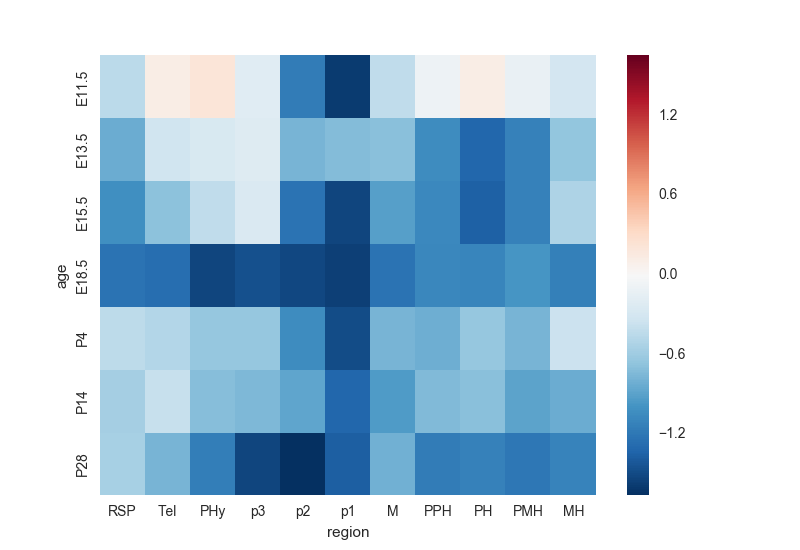 E11.5
E13.5
E15.5
E18.5
P4
P14
P28
age
RSP Tel PHy p3 p2 p1 M PPH PH PMH MH
region
1.2
0.6
0.0
−0.6
−1.2